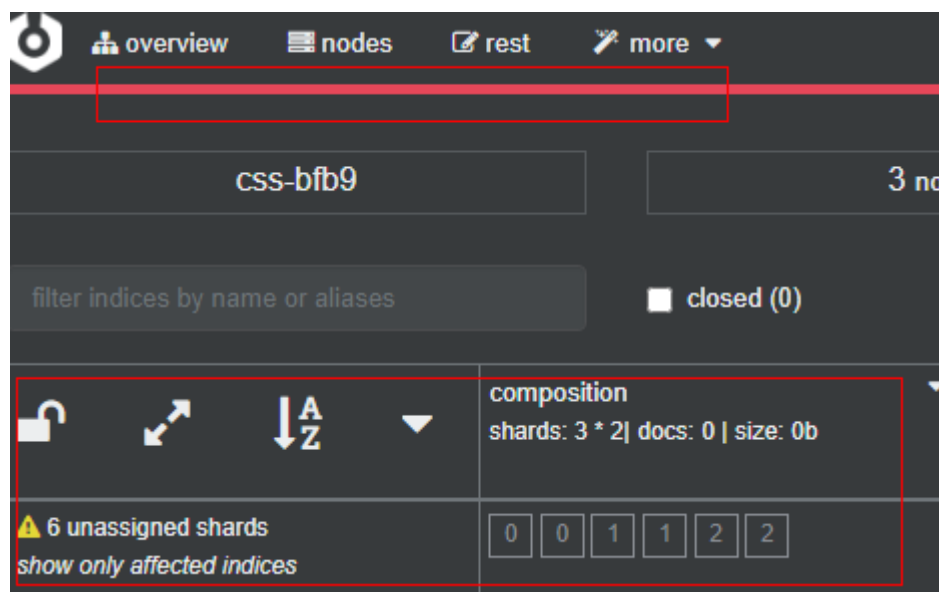 overview nodes rest more
css-bfb9 3
filter indices by name or aliases closed (0)
composition
shards: 3 * 2| docs: 0 | size: 0b
6 unassigned shards 0 0 1 1 2 2
show only affected indices